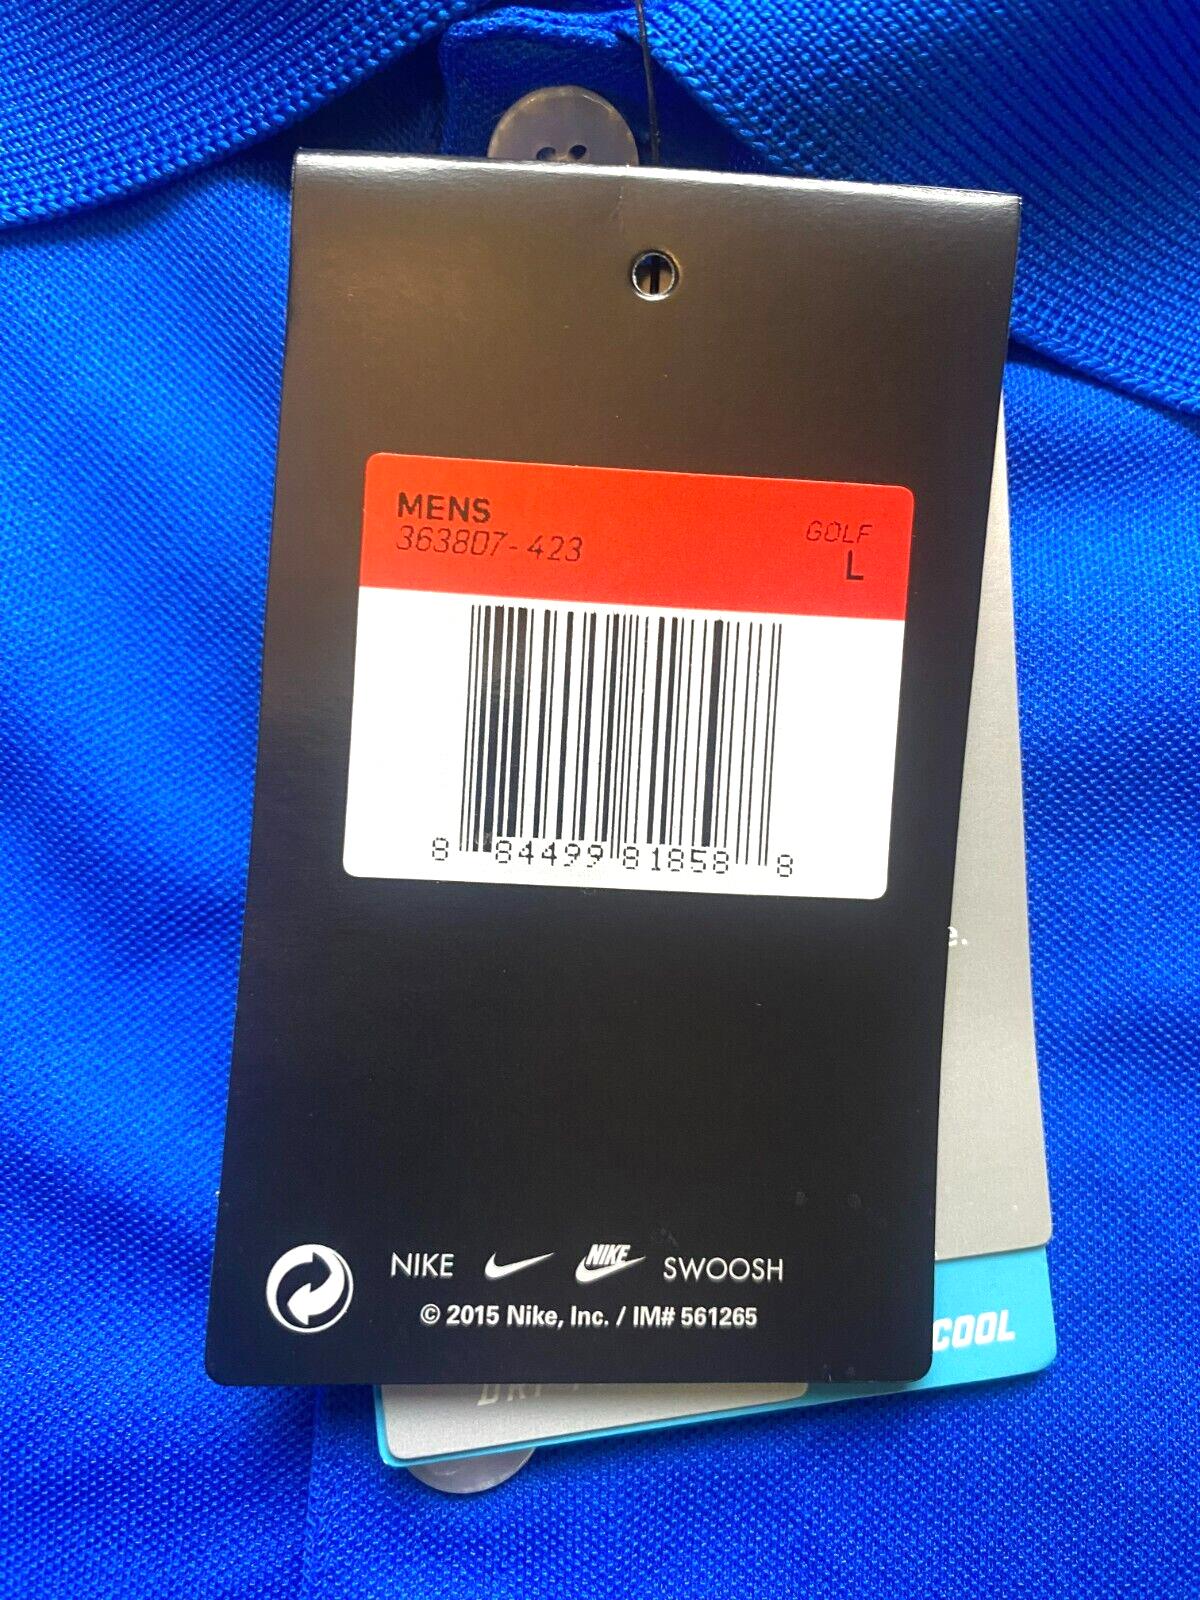 MENS
363807-423
GOLF
L
8 84499 81858 8
e.
NIKE NIKE SWOOSH
© 2015 Nike, Inc. / IM# 561265
COOL